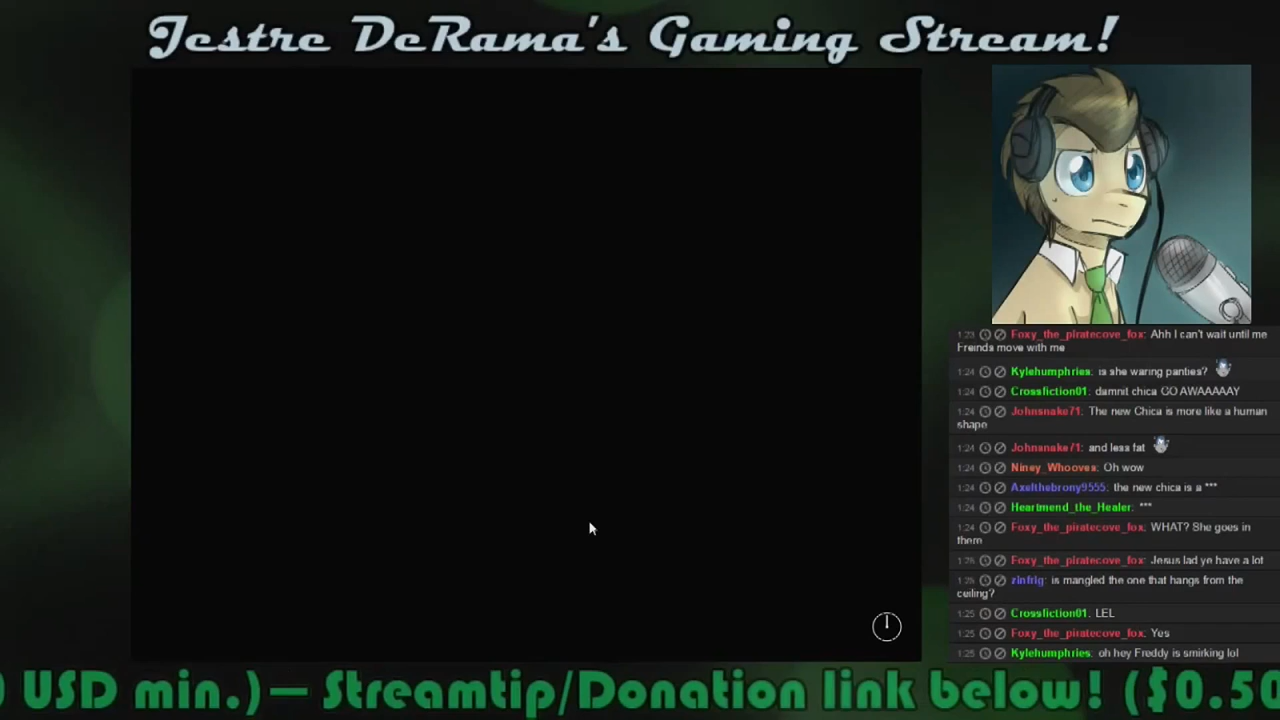 Jestre DeRama's Gaming Stream!
1:23 Foxy_the_piratecove_fox: Ahh I can't wait until me
Freinds move with me
1:24 Kylehumphries: is she waring panties?
1:24 Crossfiction01: damnit chica GO AWAAAAAY
1:24 Johnsnake71: The new Chica is more like a human
shape
1:24 Johnsnake71: and less fat
1:24 Niney_Whooves: Oh wow
1:24 Axelthebrony9555: the new chica is a ***
1:24 Heartmend_the_Healer: ***
1:24 Foxy_the_piratecove_fox: WHAT? She goes in
them
Foxy_the_piratecove_fox: Jesus lad ye have a lot
zinfrig: is mangled the one that hangs from the
ceiling?
1:25 Crossfiction01: LEL
1:25 Foxy_the_piratecove_fox: Yes
1:25 Kylehumphries: oh hey Freddy is smirking lol
USD min.)— Streamtip/Donation link below! ($0.50